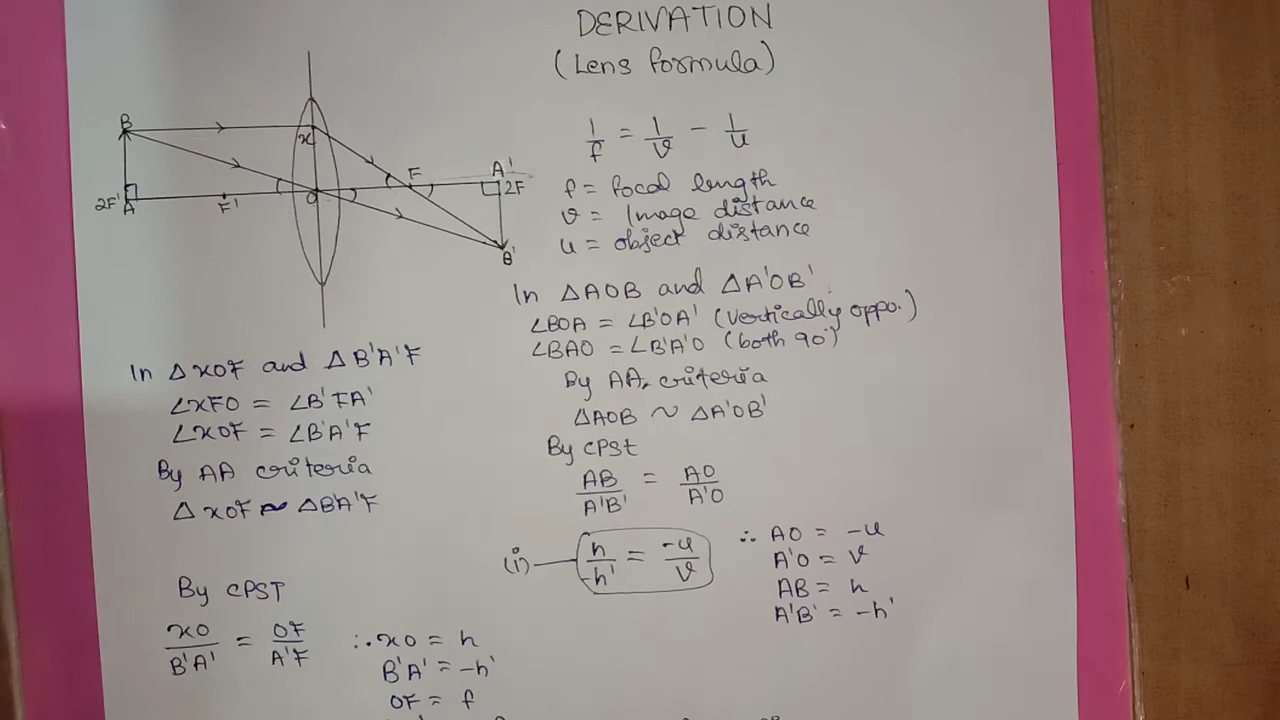 DERIVATION
(Lens formula)
1/f = 1/v - 1/u
f = focal length
v = Image distance
u = object distance
B
x
F
A'
2F'
A
F'
O
2F
B'
In ΔAOB and ΔA'OB'
∠BOA = ∠B'OA' (vertically oppo.)
∠BAO = ∠B'A'O (both 90°)
By AA, criteria
ΔAOB ~ ΔA'OB'
By CPST
AB/A'B' = AO/A'O
(i) h/-h' = -u/v
∴ AO = -u
A'O = v
AB = h
A'B' = -h'
In ΔXOF and ΔB'A'F
∠XFO = ∠B'FA'
∠XOF = ∠B'A'F
By AA criteria
ΔXOF ~ ΔB'A'F
By CPST
XO/B'A' = OF/A'F
∴ XO = h
B'A' = -h'
OF = f